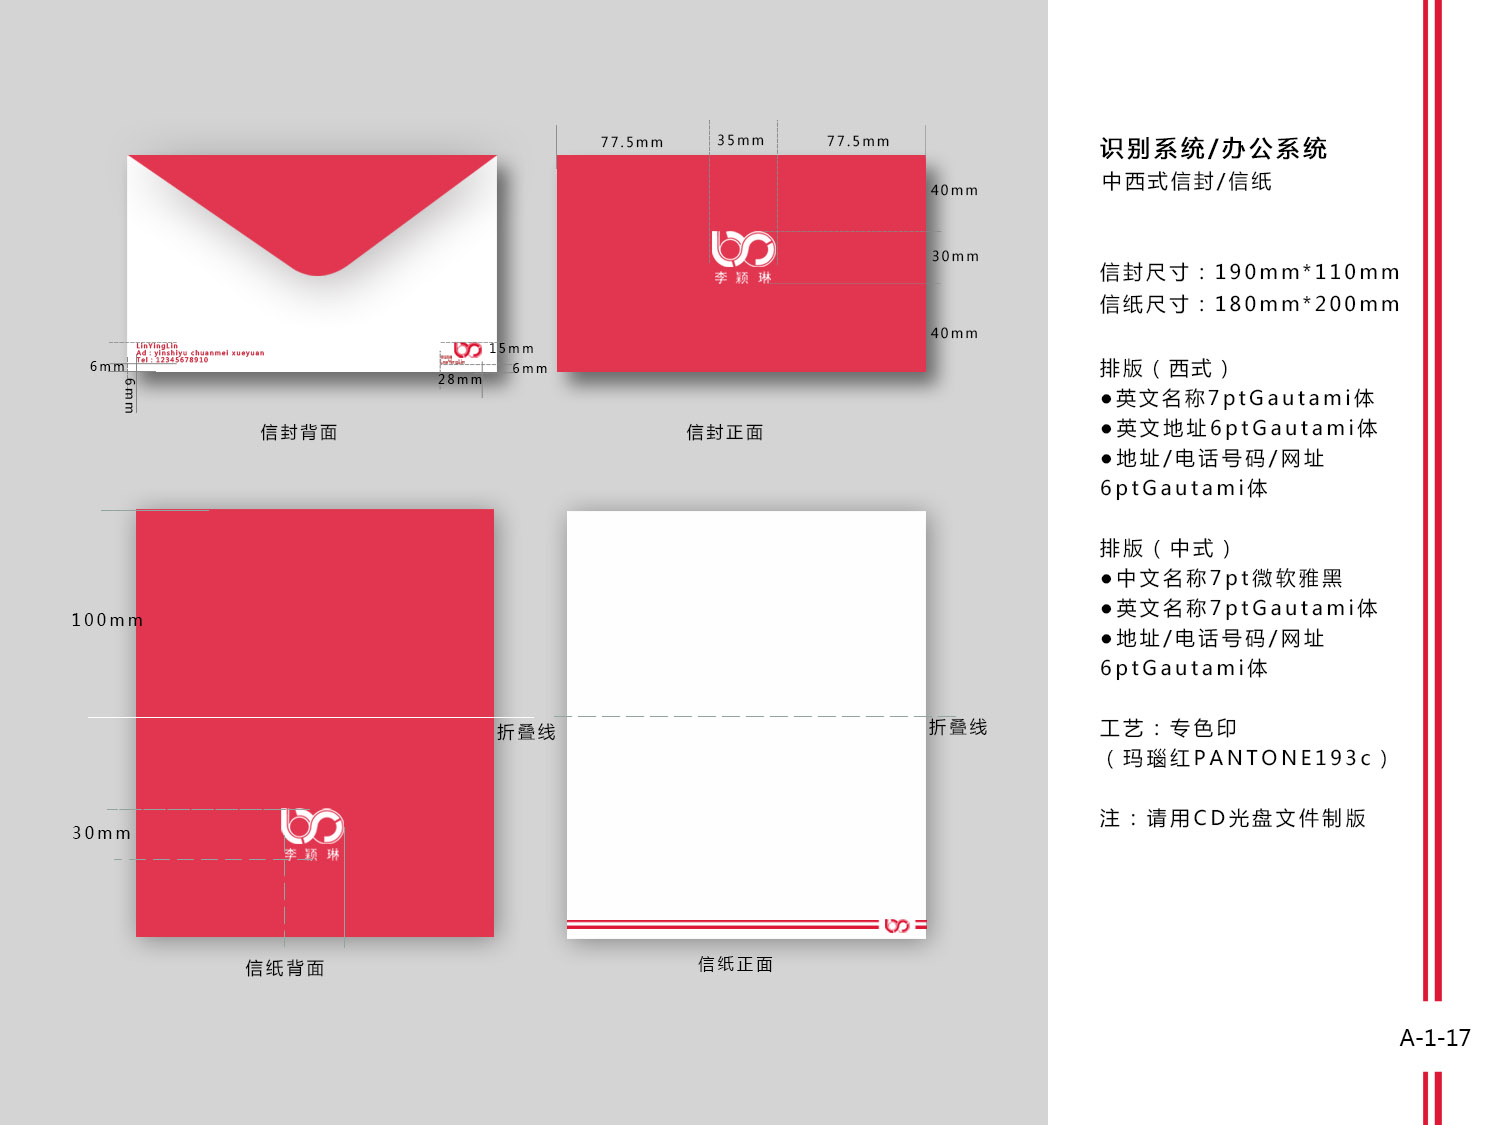 77.5mm
35mm
77.5mm
40mm
30mm
40mm
李颖琳
LinYingLin
Ad : yinshiyu chuanmei xueyuan
Tel : 12345678910
15mm
6mm
28mm
6mm
6mm
信封背面
信封正面
100mm
折叠线
折叠线
30mm
李颖琳
信纸背面
信纸正面
识别系统/办公系统
中西式信封/信纸
信封尺寸：190mm*110mm
信纸尺寸：180mm*200mm
排版（西式）
●英文名称7ptGautami体
●英文地址6ptGautami体
●地址/电话号码/网址
6ptGautami体
排版（中式）
●中文名称7pt微软雅黑
●英文名称7ptGautami体
●地址/电话号码/网址
6ptGautami体
工艺：专色印
（玛瑙红PANTONE193c）
注：请用CD光盘文件制版
A-1-17